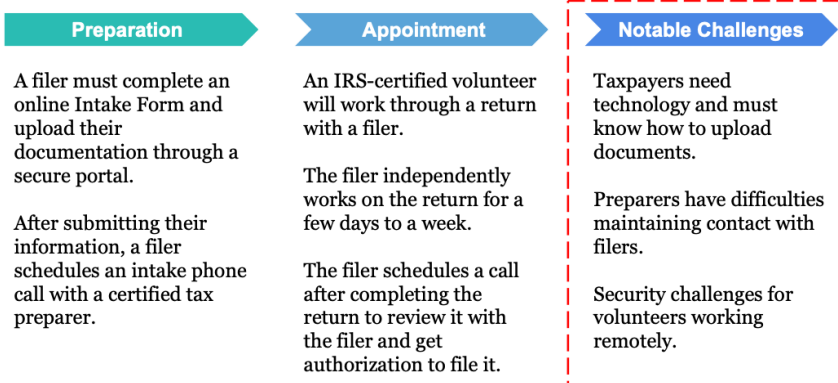 Preparation
A filer must complete an
online Intake Form and
upload their
documentation through a
secure portal.
After submitting their
information, a filer
schedules an intake phone
call with a certified tax
preparer.
Appointment
An IRS-certified volunteer
will work through a return
with a filer.
The filer independently
works on the return for a
few days to a week.
The filer schedules a call
after completing the
return to review it with
the filer and get
authorization to file it.
Notable Challenges
Taxpayers need
technology and must
know how to upload
documents.
Preparers have difficulties
maintaining contact with
filers.
Security challenges for
volunteers working
remotely.